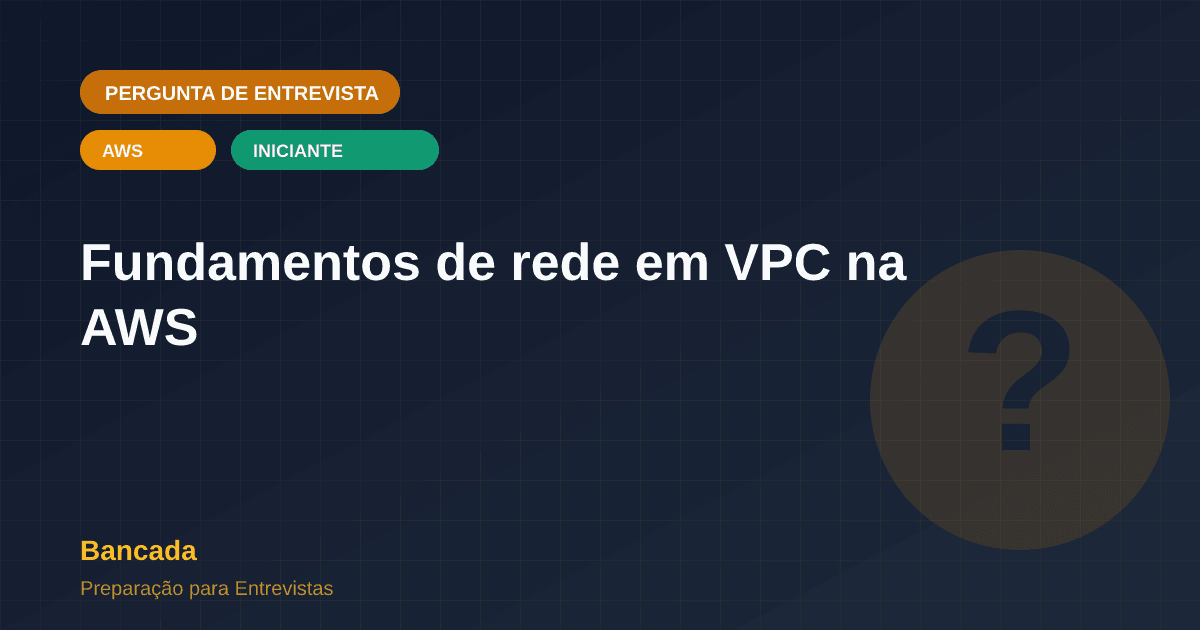 PERGUNTA DE ENTREVISTA
AWS
INICIANTE
Fundamentos de rede em VPC na
AWS
?
Bancada
Preparação para Entrevistas